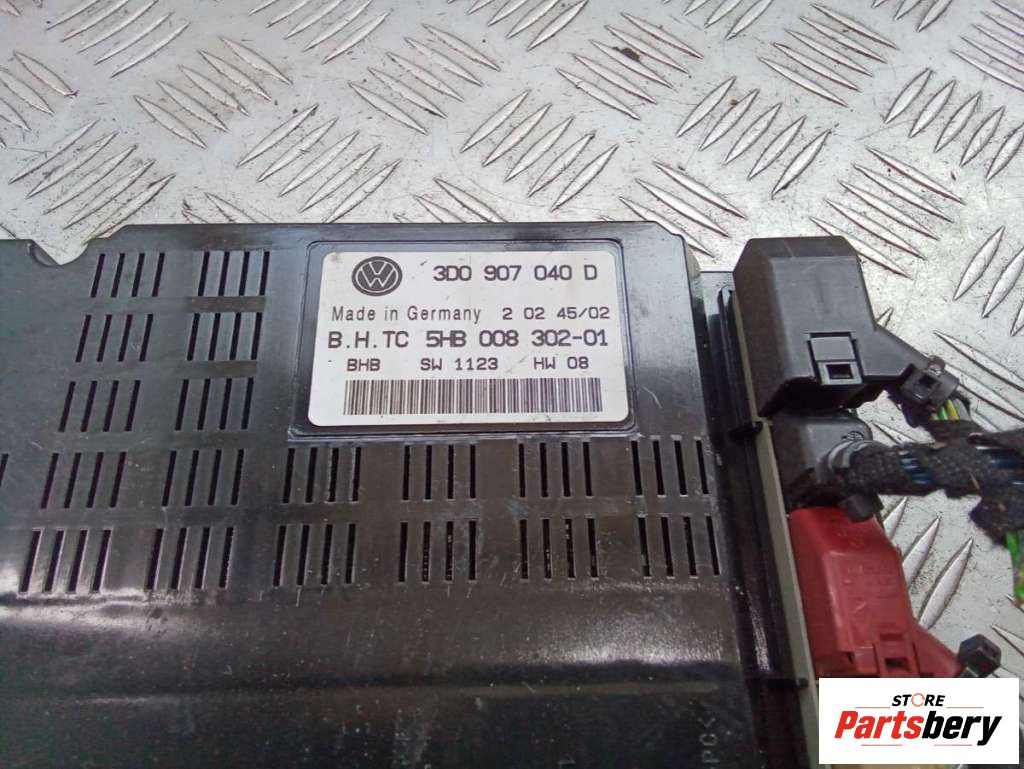 3D0 907 040 D
Made in Germany 2 02 45/02
B.H.TC 5HB 008 302-01
BHB SW 1123 HW 08
STORE
Partsbery